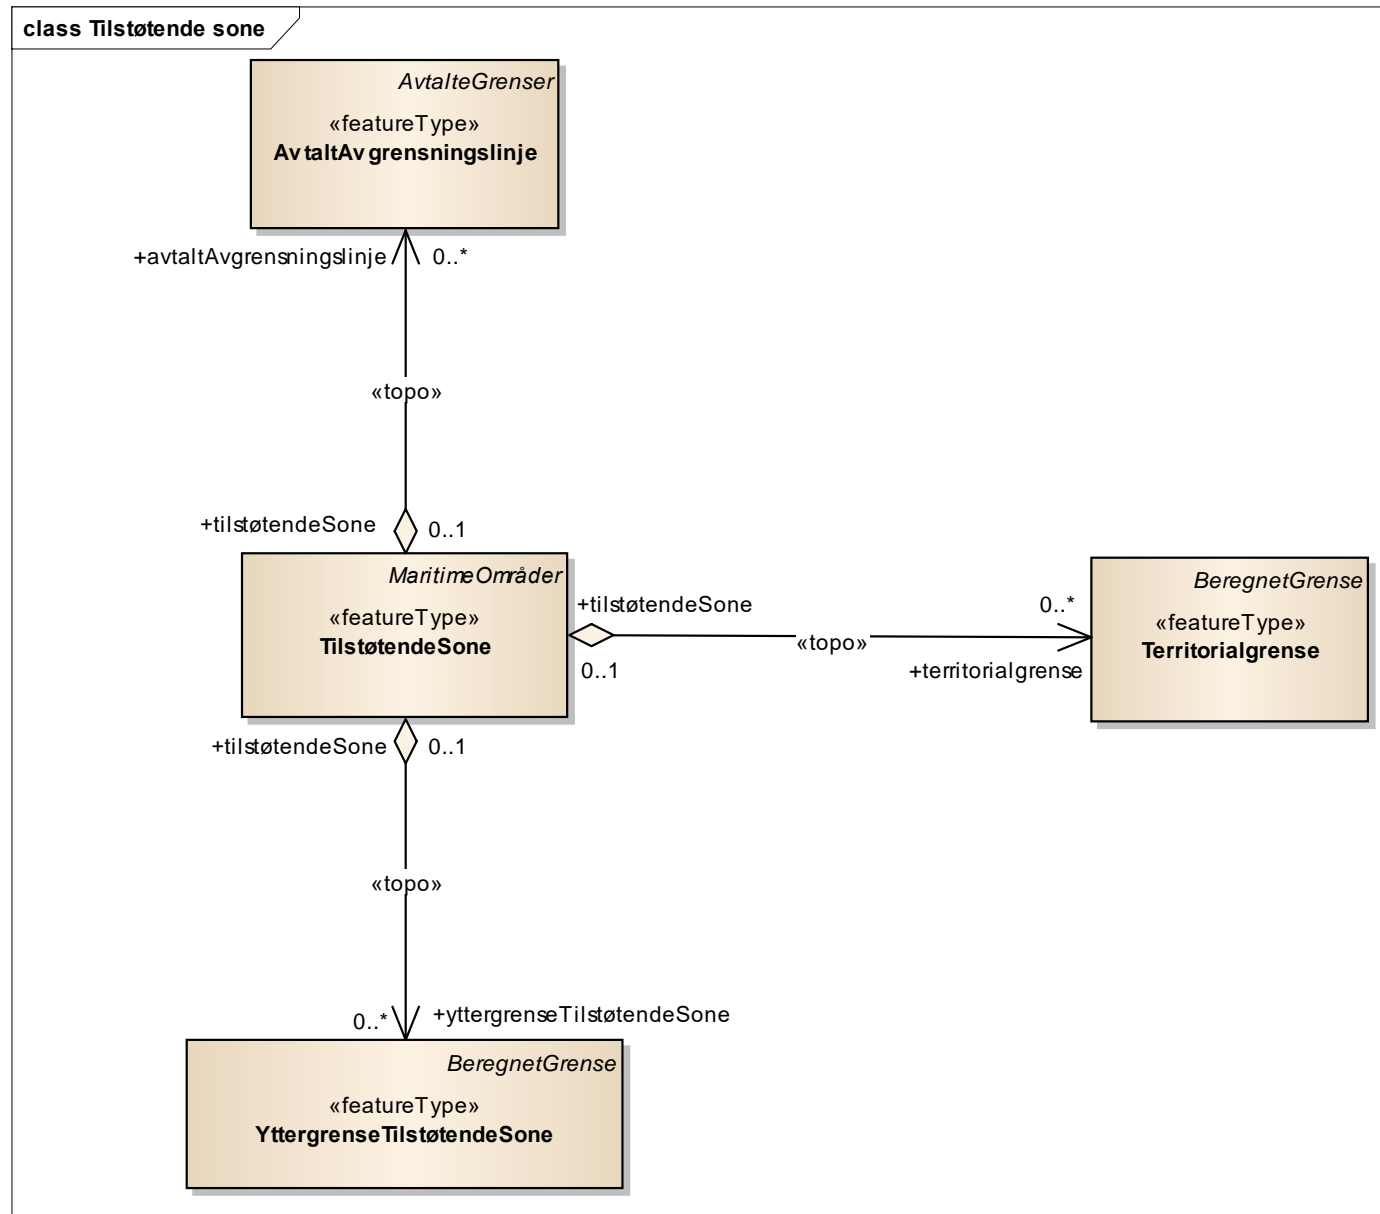 class Tilstøtende sone
AvtalteGrenser
«featureType»
AvtaltAvgrensningslinje
+avtaltAvgrensningslinje 0..*
«topo»
+tilstøtendeSone 0..1
MaritimeOmråder
«featureType»
TilstøtendeSone
+tilstøtendeSone
0..1
«topo»
0..*
+territorialgrense
BeregnetGrense
«featureType»
Territorialgrense
+tilstøtendeSone 0..1
«topo»
0..* +yttergrenseTilstøtendeSone
BeregnetGrense
«featureType»
YttergrenseTilstøtendeSone